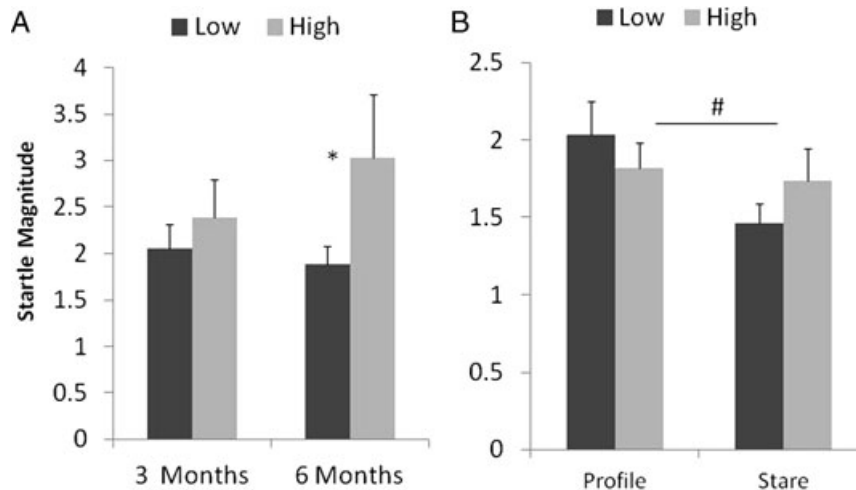 A
Low High
Startle Magnitude
4
3.5
3
2.5
2
1.5
1
0.5
0
*
3 Months 6 Months
B
Low High
2.5
2
1.5
1
0.5
0
#
Profile Stare